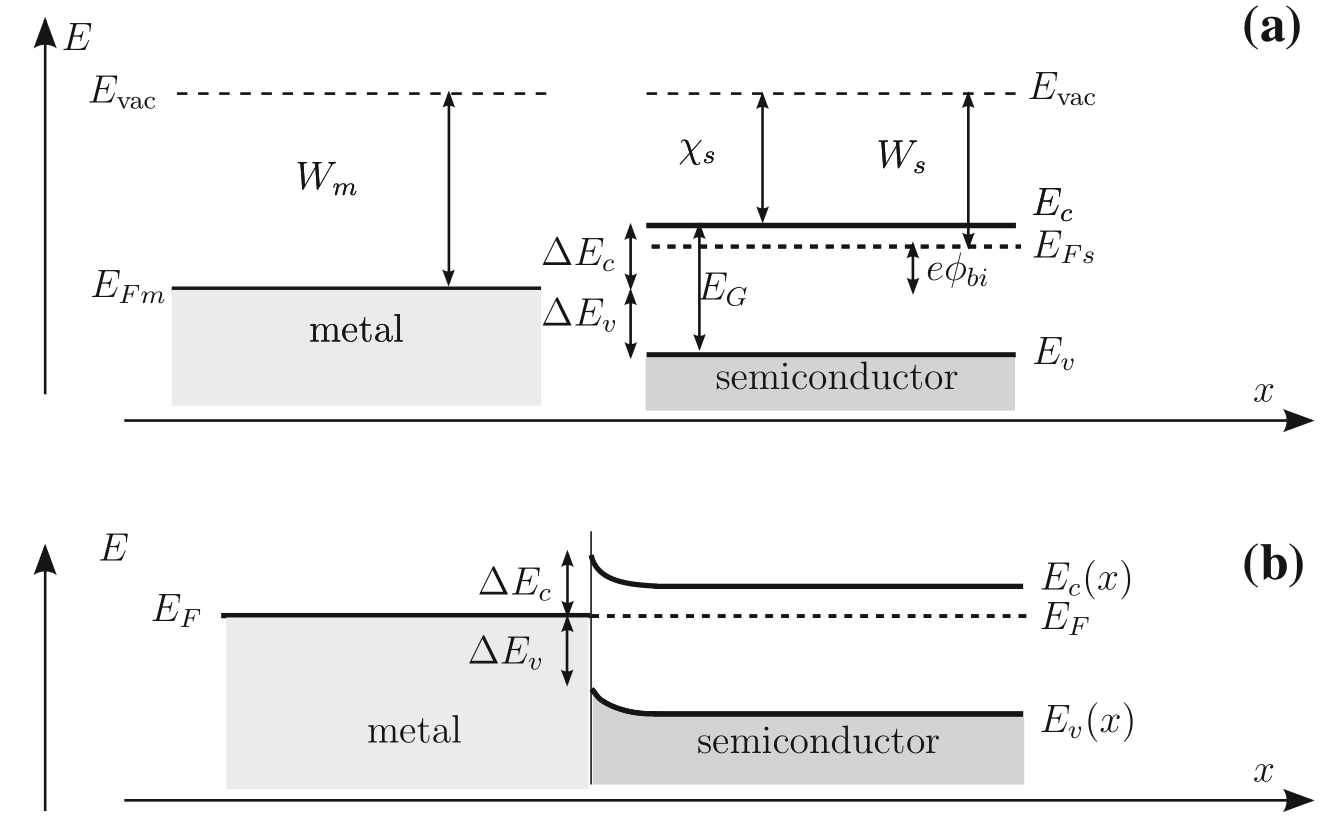 (a)
E
E_vac
E_vac
W_m
χ_s
W_s
E_c
ΔE_c
E_Fs
eϕ_bi
E_Fm
E_G
metal
ΔE_v
E_v
semiconductor
x
E
(b)
ΔE_c
E_c(x)
E_F
E_F
ΔE_v
metal
E_v(x)
semiconductor
x